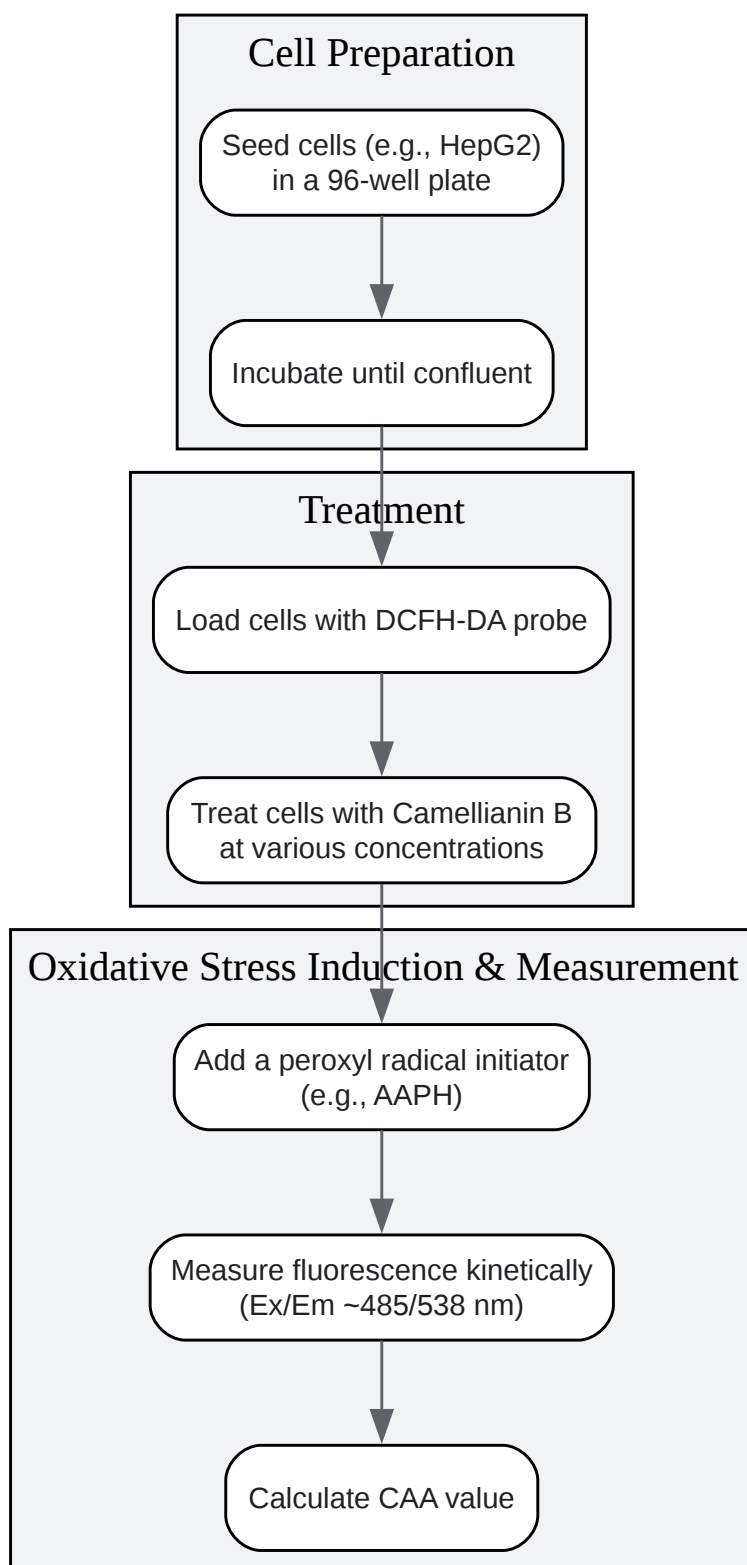 Cell Preparation
Seed cells (e.g., HepG2)
in a 96-well plate
Incubate until confluent
Treatment
Load cells with DCFH-DA probe
Treat cells with Camellianin B
at various concentrations
Oxidative Stress Induction & Measurement
Add a peroxyl radical initiator
(e.g., AAPH)
Measure fluorescence kinetically
(Ex/Em ~485/538 nm)
Calculate CAA value